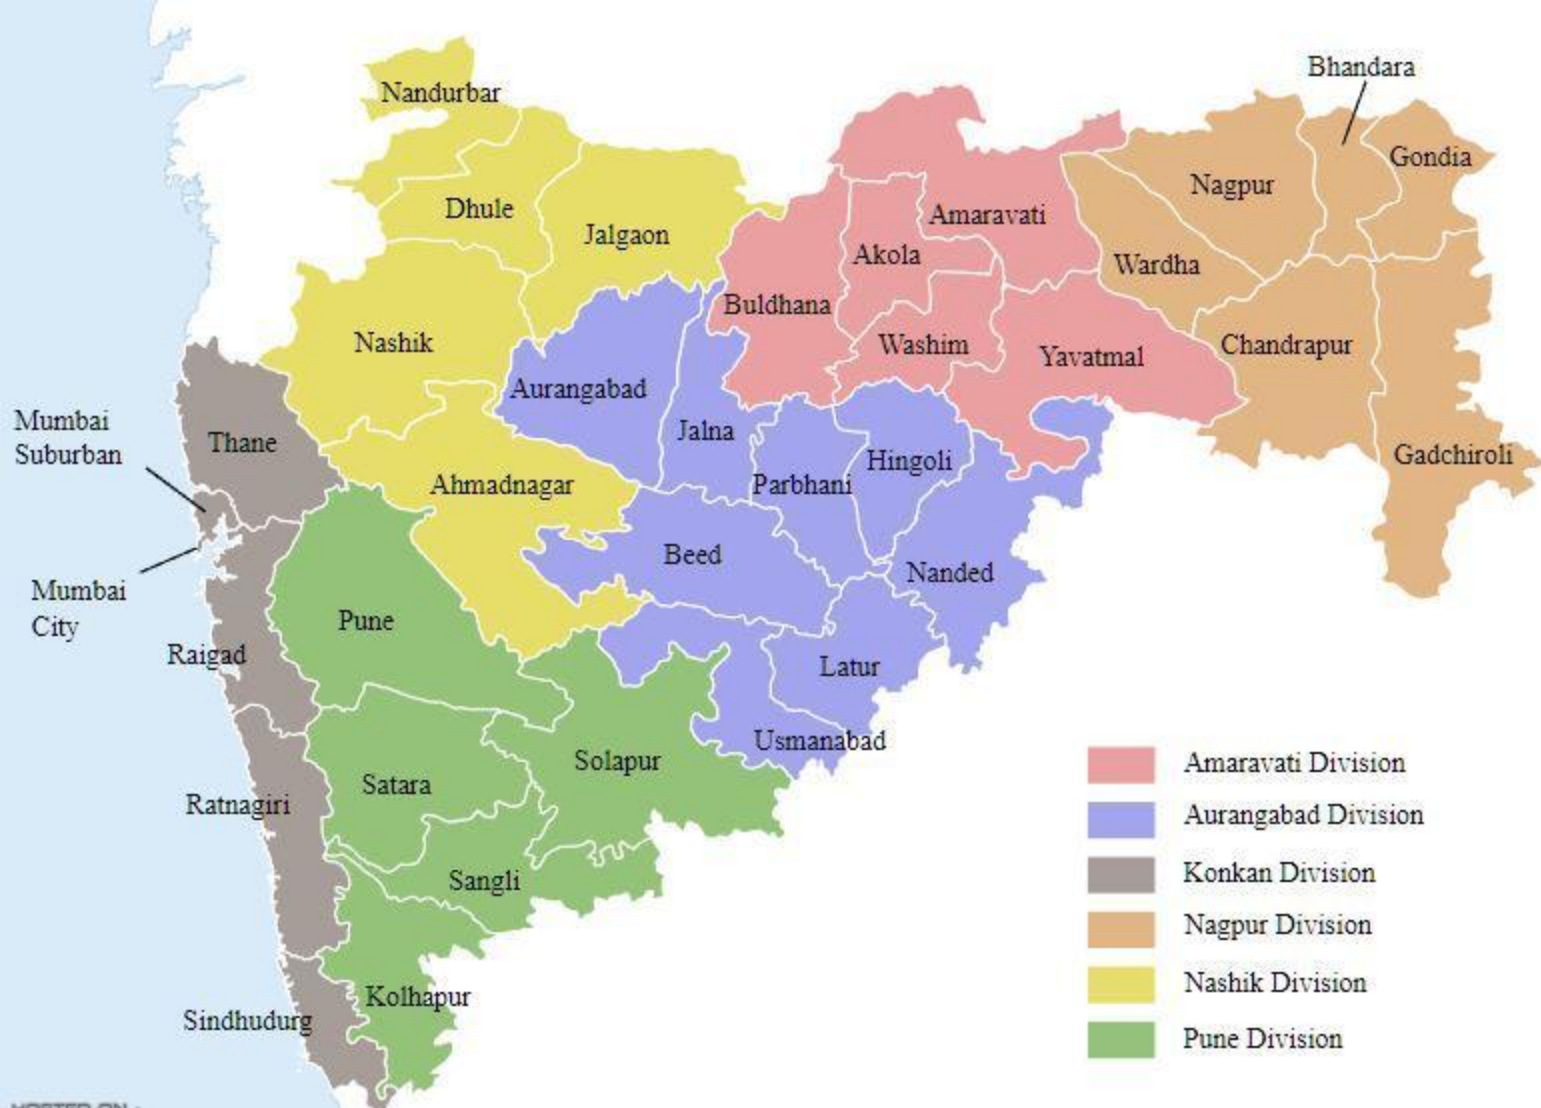 Bhandara
Nandurbar
Gondia
Nagpur
Dhule
Amaravati
Jalgaon
Akola
Wardha
Buldhana
Nashik
Washim
Yavatmal
Chandrapur
Aurangabad
Mumbai
Suburban
Thane
Jalna
Hingoli
Gadchiroli
Ahmadnagar
Parbhani
Beed
Nanded
Mumbai
City
Pune
Raigad
Latur
Usmanabad
Solapur
Satara
Ratnagiri
Sangli
Kolhapur
Sindhudurg
Amaravati Division
Aurangabad Division
Konkan Division
Nagpur Division
Nashik Division
Pune Division
HOSTED ON